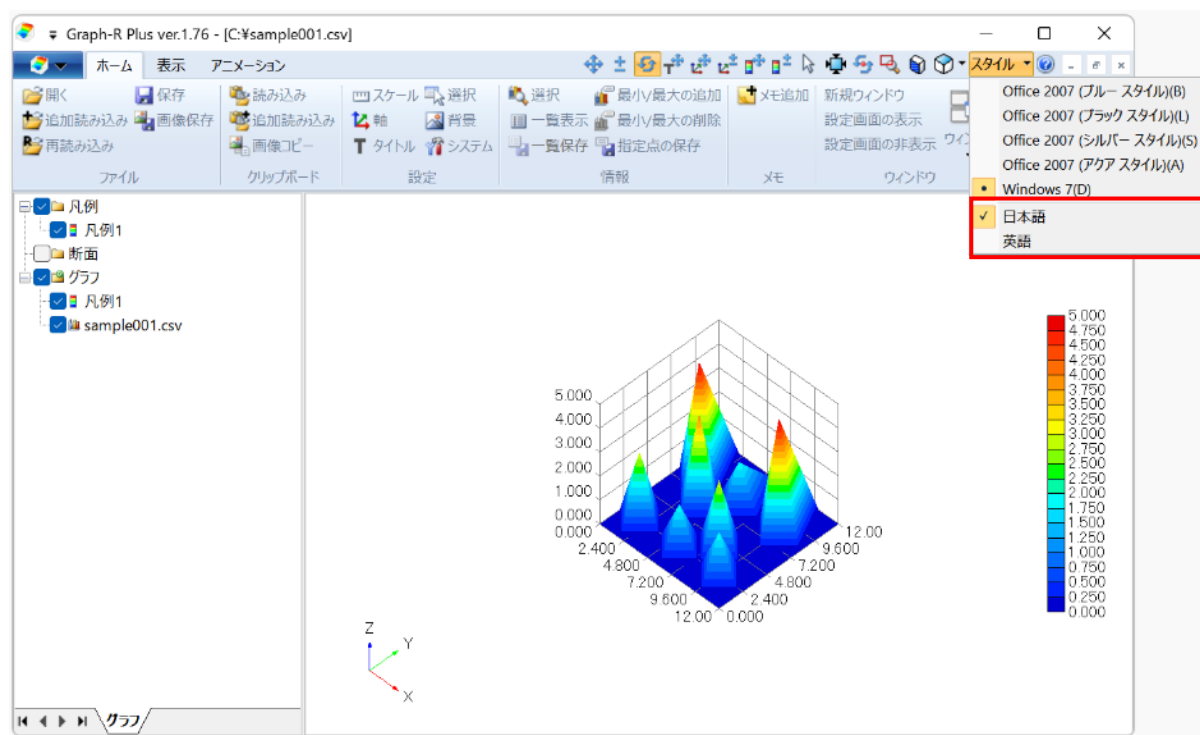 Graph-R Plus ver.1.76 - [C:¥sample001.csv]
ホーム 表示 アニメーション スタイル
開く 保存 読み込み スケール 選択 選択 最小/最大の追加 メモ追加 新規ウィンドウ
追加読み込み 画像保存 追加読み込み 軸 背景 一覧表示 最小/最大の削除 設定画面の表示
再読み込み 画像コピー タイトル システム 一覧保存 指定点の保存 設定画面の非表示
ファイル クリップボード 設定 情報 メモ ウィンドウ
Office 2007 (ブルー スタイル)(B)
Office 2007 (ブラック スタイル)(L)
Office 2007 (シルバー スタイル)(S)
Office 2007 (アクア スタイル)(A)
Windows 7(D)
日本語
英語
凡例
凡例1
断面
グラフ
凡例1
sample001.csv
5.000
4.000
3.000
2.000
1.000
0.000
0.000
2.400
4.800
7.200
9.600
12.00
0.000
2.400
4.800
7.200
9.600
12.00
5.000
4.750
4.500
4.250
4.000
3.750
3.500
3.250
3.000
2.750
2.500
2.250
2.000
1.750
1.500
1.250
1.000
0.750
0.500
0.250
0.000
Z
Y
X
グラフ